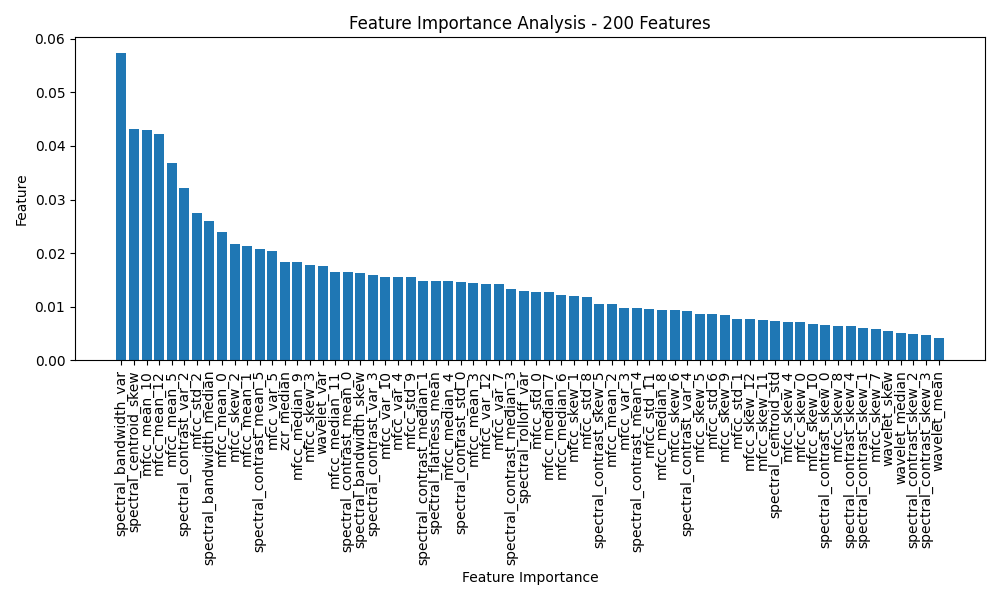 Feature Importance Analysis - 200 Features
Feature
0.06
0.05
0.04
0.03
0.02
0.01
0.00
spectral_bandwidth_var
spectral_centroid_skew
mfcc_mean_10
mfcc_mean_12
mfcc_mean_5
spectral_contrast_var_2
mfcc_std_2
spectral_bandwidth_median
mfcc_mean_0
mfcc_skew_2
mfcc_mean_1
spectral_contrast_mean_5
mfcc_var_5
zcr_median
mfcc_median_9
mfcc_skew_3
wavelet_var
mfcc_median_11
spectral_contrast_mean_0
spectral_bandwidth_skew
spectral_contrast_var_3
mfcc_var_10
mfcc_var_4
mfcc_std_9
spectral_contrast_median_1
spectral_flatness_mean
mfcc_median_4
spectral_contrast_std_0
mfcc_mean_3
mfcc_var_12
mfcc_var_7
spectral_contrast_median_3
spectral_rolloff_var
mfcc_std_0
mfcc_median_7
mfcc_median_6
mfcc_skew_1
mfcc_std_8
spectral_contrast_skew_5
mfcc_mean_2
mfcc_var_3
spectral_contrast_mean_4
mfcc_std_11
mfcc_median_8
mfcc_skew_6
spectral_contrast_var_4
mfcc_skew_5
mfcc_std_6
mfcc_skew_9
mfcc_std_1
mfcc_skew_12
mfcc_skew_11
spectral_centroid_std
mfcc_skew_4
mfcc_skew_0
mfcc_skew_10
spectral_contrast_skew_0
mfcc_skew_8
spectral_contrast_skew_4
spectral_contrast_skew_1
mfcc_skew_7
wavelet_skew
wavelet_median
spectral_contrast_skew_2
spectral_contrast_skew_3
wavelet_mean
Feature Importance